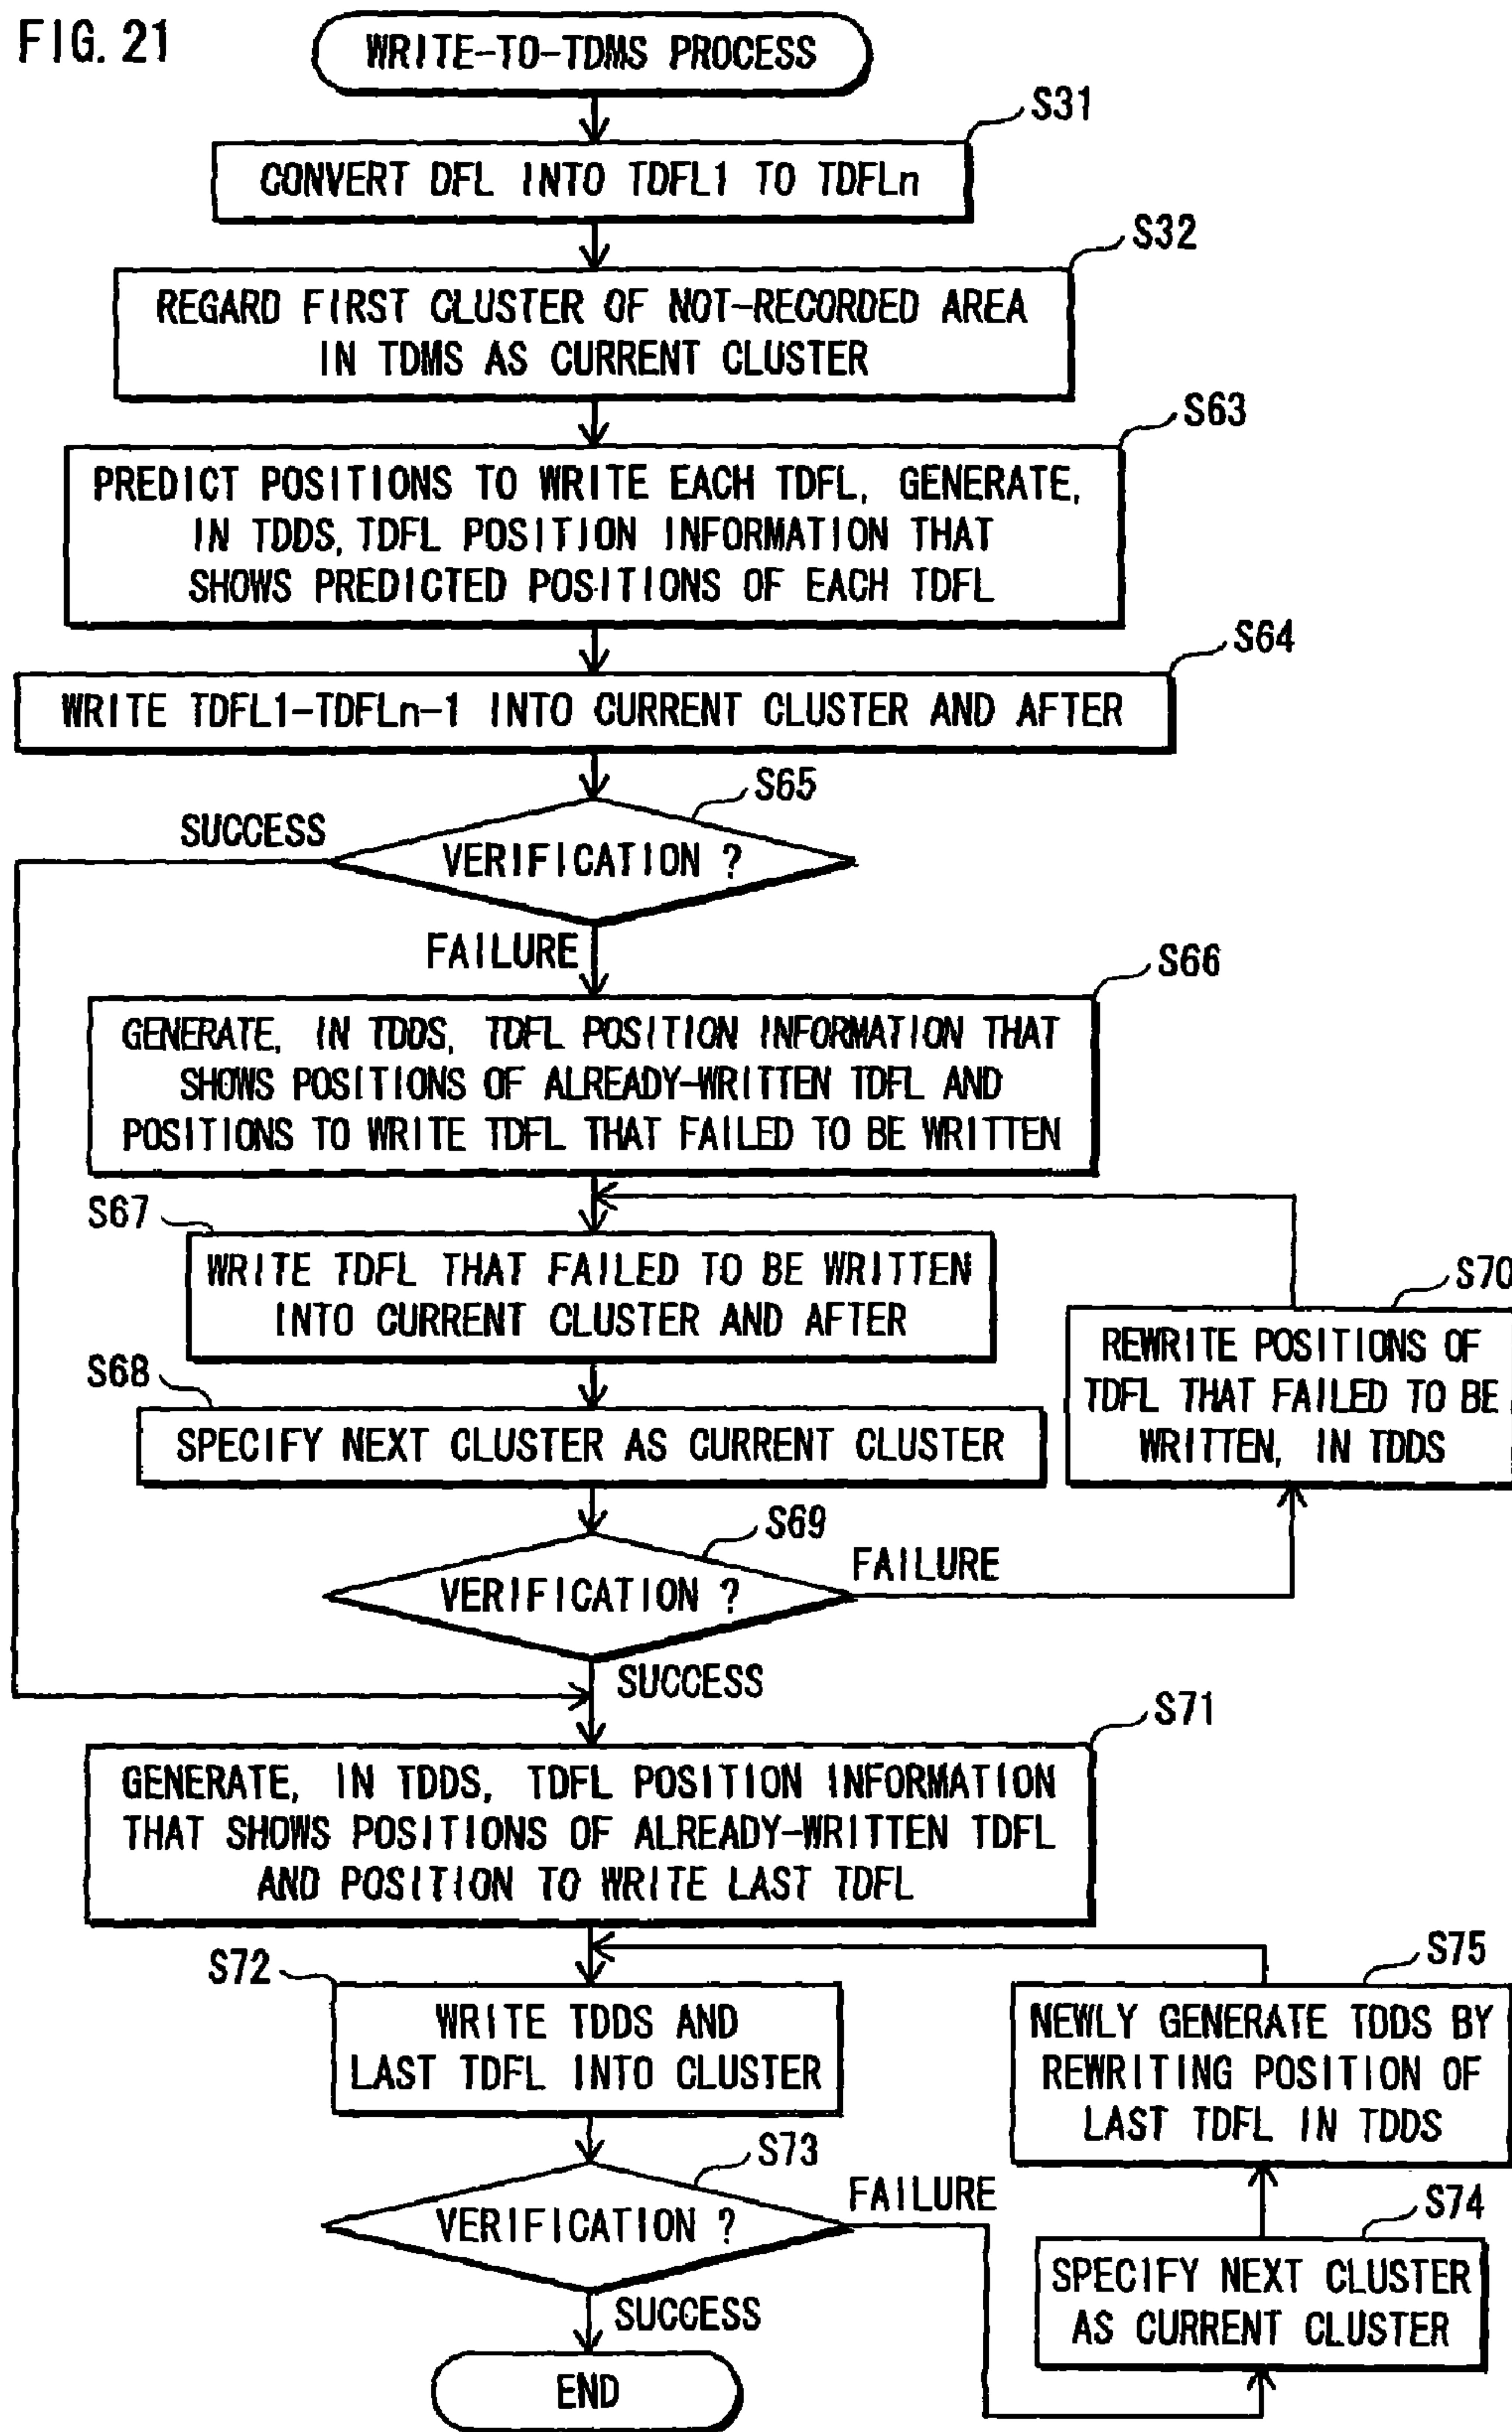 FIG. 21
WRITE-TO-TDMS PROCESS
S31
CONVERT DFL INTO TDFL1 TO TDFLn
S32
REGARD FIRST CLUSTER OF NOT-RECORDED AREA
IN TDMS AS CURRENT CLUSTER
S63
PREDICT POSITIONS TO WRITE EACH TDFL, GENERATE,
IN TDDS, TDFL POSITION INFORMATION THAT
SHOWS PREDICTED POSITIONS OF EACH TDFL
S64
WRITE TDFL1-TDFLn-1 INTO CURRENT CLUSTER AND AFTER
S65
SUCCESS
VERIFICATION ?
FAILURE
S66
GENERATE, IN TDDS, TDFL POSITION INFORMATION THAT
SHOWS POSITIONS OF ALREADY-WRITTEN TDFL AND
POSITIONS TO WRITE TDFL THAT FAILED TO BE WRITTEN
S67
WRITE TDFL THAT FAILED TO BE WRITTEN
INTO CURRENT CLUSTER AND AFTER
S70
REWRITE POSITIONS OF
TDFL THAT FAILED TO BE
WRITTEN, IN TDDS
S68
SPECIFY NEXT CLUSTER AS CURRENT CLUSTER
S69
VERIFICATION ?
FAILURE
SUCCESS
S71
GENERATE, IN TDDS, TDFL POSITION INFORMATION
THAT SHOWS POSITIONS OF ALREADY-WRITTEN TDFL
AND POSITION TO WRITE LAST TDFL
S72
WRITE TDDS AND
LAST TDFL INTO CLUSTER
S75
NEWLY GENERATE TDDS BY
REWRITING POSITION OF
LAST TDFL IN TDDS
S73
VERIFICATION ?
FAILURE
S74
SPECIFY NEXT CLUSTER
AS CURRENT CLUSTER
SUCCESS
END